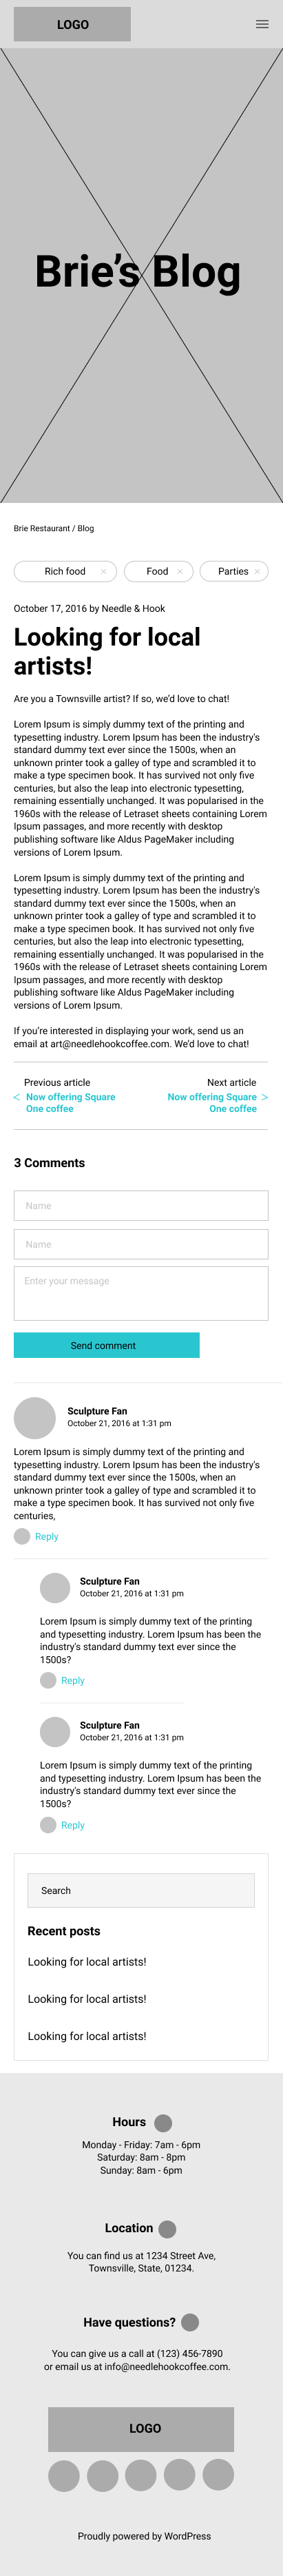 LOGO
Brie’s Blog
Brie Restaurant / Blog
Rich food
Food
Parties
October 17, 2016 by Needle & Hook
Looking for local
artists!
Are you a Townsville artist? If so, we’d love to chat!
Lorem Ipsum is simply dummy text of the printing and
typesetting industry. Lorem Ipsum has been the industry's
standard dummy text ever since the 1500s, when an
unknown printer took a galley of type and scrambled it to
make a type specimen book. It has survived not only five
centuries, but also the leap into electronic typesetting,
remaining essentially unchanged. It was popularised in the
1960s with the release of Letraset sheets containing Lorem
Ipsum passages, and more recently with desktop
publishing software like Aldus PageMaker including
versions of Lorem Ipsum.
Lorem Ipsum is simply dummy text of the printing and
typesetting industry. Lorem Ipsum has been the industry's
standard dummy text ever since the 1500s, when an
unknown printer took a galley of type and scrambled it to
make a type specimen book. It has survived not only five
centuries, but also the leap into electronic typesetting,
remaining essentially unchanged. It was popularised in the
1960s with the release of Letraset sheets containing Lorem
Ipsum passages, and more recently with desktop
publishing software like Aldus PageMaker including
versions of Lorem Ipsum.
If you’re interested in displaying your work, send us an
email at art@needlehookcoffee.com. We’d love to chat!
Previous article
Now offering Square
One coffee
Next article
Now offering Square
One coffee
3 Comments
Name
Name
Enter your message
Send comment
Sculpture Fan
October 21, 2016 at 1:31 pm
Lorem Ipsum is simply dummy text of the printing and
typesetting industry. Lorem Ipsum has been the industry's
standard dummy text ever since the 1500s, when an
unknown printer took a galley of type and scrambled it to
make a type specimen book. It has survived not only five
centuries,
Reply
Sculpture Fan
October 21, 2016 at 1:31 pm
Lorem Ipsum is simply dummy text of the printing
and typesetting industry. Lorem Ipsum has been the
industry's standard dummy text ever since the
1500s?
Reply
Sculpture Fan
October 21, 2016 at 1:31 pm
Lorem Ipsum is simply dummy text of the printing
and typesetting industry. Lorem Ipsum has been the
industry's standard dummy text ever since the
1500s?
Reply
Search
Recent posts
Looking for local artists!
Looking for local artists!
Looking for local artists!
Hours
Monday - Friday: 7am - 6pm
Saturday: 8am - 8pm
Sunday: 8am - 6pm
Location
You can find us at 1234 Street Ave,
Townsville, State, 01234.
Have questions?
You can give us a call at (123) 456-7890
or email us at info@needlehookcoffee.com.
LOGO
Proudly powered by WordPress